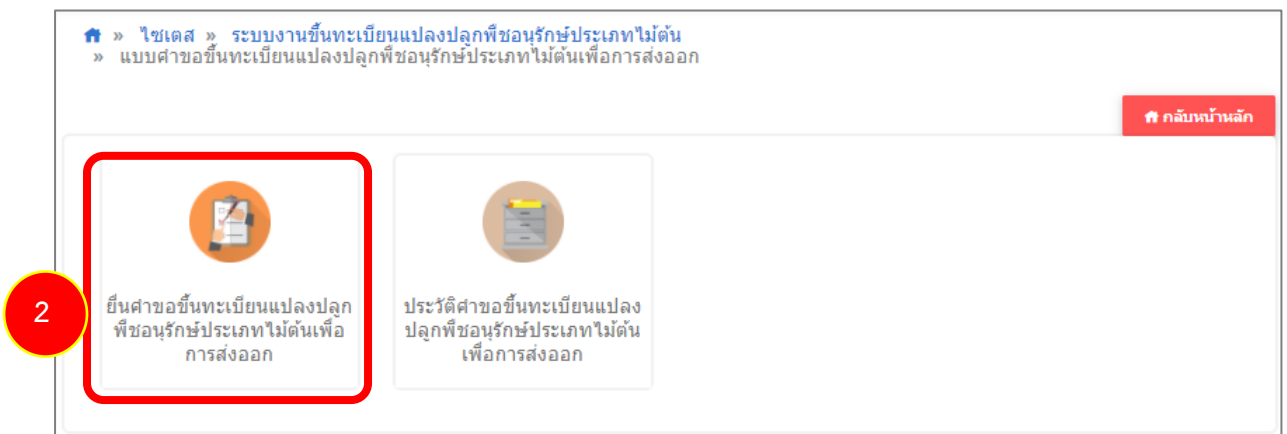 » ไซเตส » ระบบงานขึ้นทะเบียนแปลงปลูกพืชอนุรักษ์ประเภทไม้ต้น
» แบบคำขอขึ้นทะเบียนแปลงปลูกพืชอนุรักษ์ประเภทไม้ต้นเพื่อการส่งออก
กลับหน้าหลัก
2
ยื่นคำขอขึ้นทะเบียนแปลงปลูก
พืชอนุรักษ์ประเภทไม้ต้นเพื่อ
การส่งออก
ประวัติคำขอขึ้นทะเบียนแปลง
ปลูกพืชอนุรักษ์ประเภทไม้ต้น
เพื่อการส่งออก